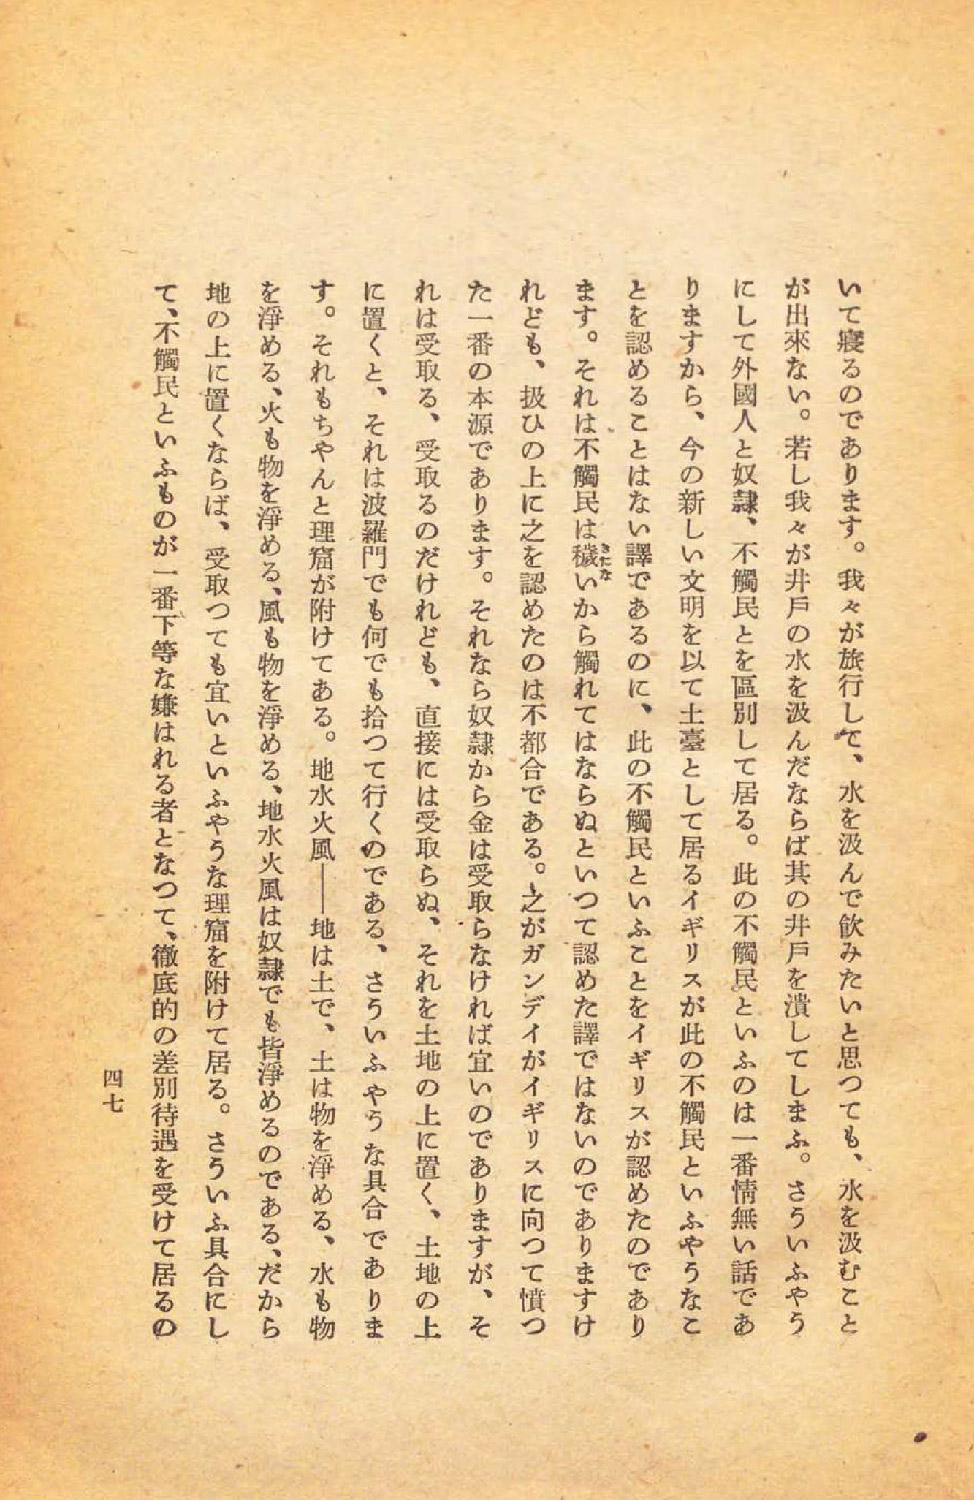 いて寢るのであります。我々が旅行して、水を汲んで飲みたいと思つても、水を汲むこと
が出來ない。若し我々が井戶の水を汲んだならば其の井戶を潰してしまふ。さういふやう
にして外國人と奴隸、不觸民とを區別して居る。此の不觸民といふのは一番情無い話であ
りますから、今の新しい文明を以て土臺として居るイギリスが此の不觸民といふやうなこ
とを認めることはない譯であるのに、此の不觸民といふことをイギリスが認めたのであり
ます。それは不觸民は穢いから觸れてはならぬといつて認めた譯ではないのでありますけ
れども、扱ひの上に之を認めたのは不都合である。之がガンデイがイギリスに向つて憤つ
た一番の本源であります。それなら奴隸から金は受取らなければ宜いのでありますが、そ
れは受取る、受取るのだけれども、直接には受取らぬ、それを土地の上に置く、土地の上
に置くと、それは波羅門でも何でも拾つて行くのである、さういふやうな具合でありま
す。それもちやんと理窟が附けてある。地水火風――地は土で、土は物を淨める、水も物
を淨める、火も物を淨める、風も物を淨める、地水火風は奴隸でも皆淨めるのである、だから
地の上に置くならば、受取つても宜いといふやうな理窟を附けて居る。さういふ具合にし
て、不觸民といふものが一番下等な嫌はれる者となつて、徹底的の差別待遇を受けて居るの
四七